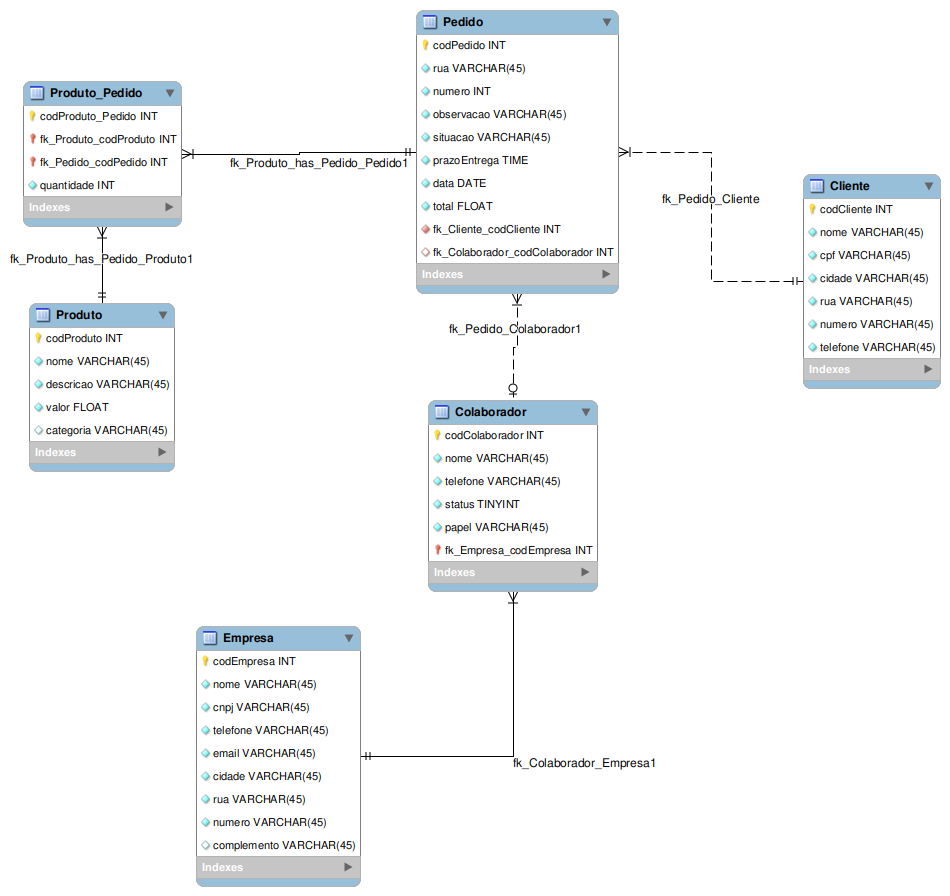 Pedido
codPedido INT
rua VARCHAR(45)
numero INT
observacao VARCHAR(45)
situacao VARCHAR(45)
prazoEntrega TIME
data DATE
total FLOAT
fk_Cliente_codCliente INT
fk_Colaborador_codColaborador INT
Indexes
Produto_Pedido
codProduto_Pedido INT
fk_Produto_codProduto INT
fk_Pedido_codPedido INT
quantidade INT
Indexes
fk_Produto_has_Pedido_Pedido1
fk_Pedido_Cliente
Cliente
codCliente INT
nome VARCHAR(45)
cpf VARCHAR(45)
cidade VARCHAR(45)
rua VARCHAR(45)
numero VARCHAR(45)
telefone VARCHAR(45)
Indexes
fk_Produto_has_Pedido_Produto1
Produto
codProduto INT
nome VARCHAR(45)
descricao VARCHAR(45)
valor FLOAT
categoria VARCHAR(45)
Indexes
fk_Pedido_Colaborador1
Colaborador
codColaborador INT
nome VARCHAR(45)
telefone VARCHAR(45)
status TINYINT
papel VARCHAR(45)
fk_Empresa_codEmpresa INT
Indexes
Empresa
codEmpresa INT
nome VARCHAR(45)
cnpj VARCHAR(45)
telefone VARCHAR(45)
email VARCHAR(45)
cidade VARCHAR(45)
rua VARCHAR(45)
numero VARCHAR(45)
complemento VARCHAR(45)
Indexes
fk_Colaborador_Empresa1